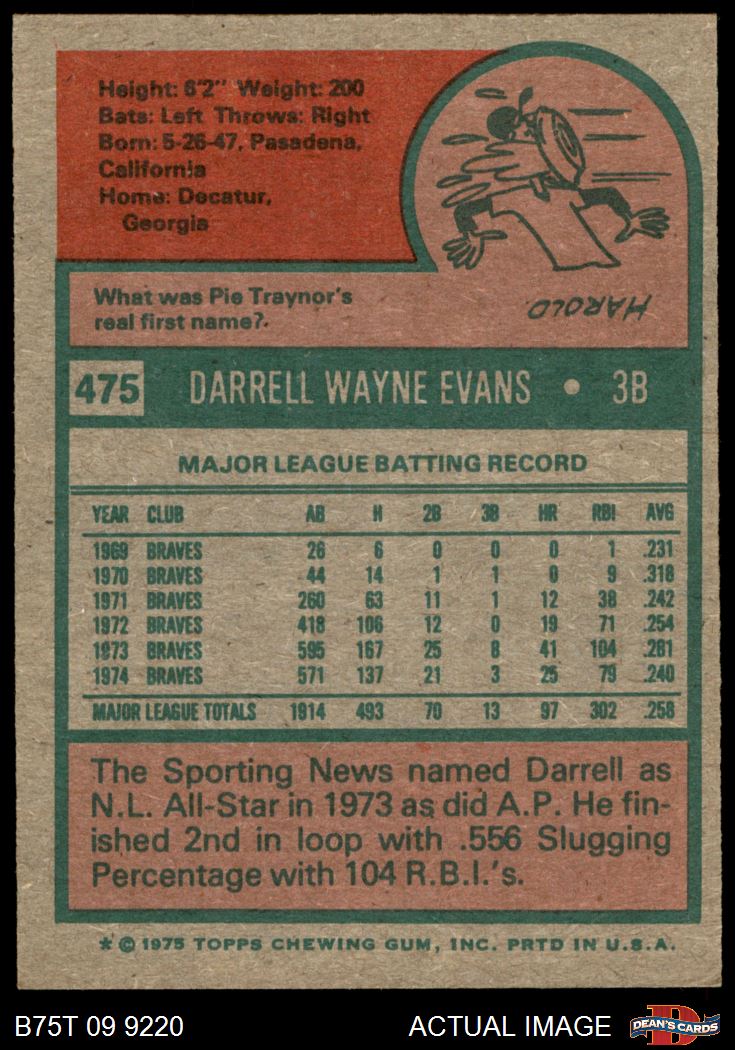 Height: 6'2" Weight: 200
Bats: Left Throws: Right
Born: 5-26-47, Pasadena,
California
Home: Decatur,
Georgia
What was Pie Traynor's
real first name?
HAROLD.
475 DARRELL WAYNE EVANS • 3B
MAJOR LEAGUE BATTING RECORD
YEAR CLUB AB H 2B 3B HR RBI AVG
1969 BRAVES 26 6 0 0 0 1 .231
1970 BRAVES 44 14 1 1 0 9 .318
1971 BRAVES 260 63 11 1 12 38 .242
1972 BRAVES 418 106 12 0 19 71 .254
1973 BRAVES 595 167 25 8 41 104 .281
1974 BRAVES 571 137 21 3 25 79 .240
MAJOR LEAGUE TOTALS 1914 493 70 13 97 302 .258
The Sporting News named Darrell as
N.L. All-Star in 1973 as did A.P. He fin-
ished 2nd in loop with .556 Slugging
Percentage with 104 R.B.I.'s.
* © 1975 TOPPS CHEWING GUM, INC. PRTD IN U.S.A.
B75T 09 9220 ACTUAL IMAGE D DEAN'S CARDS